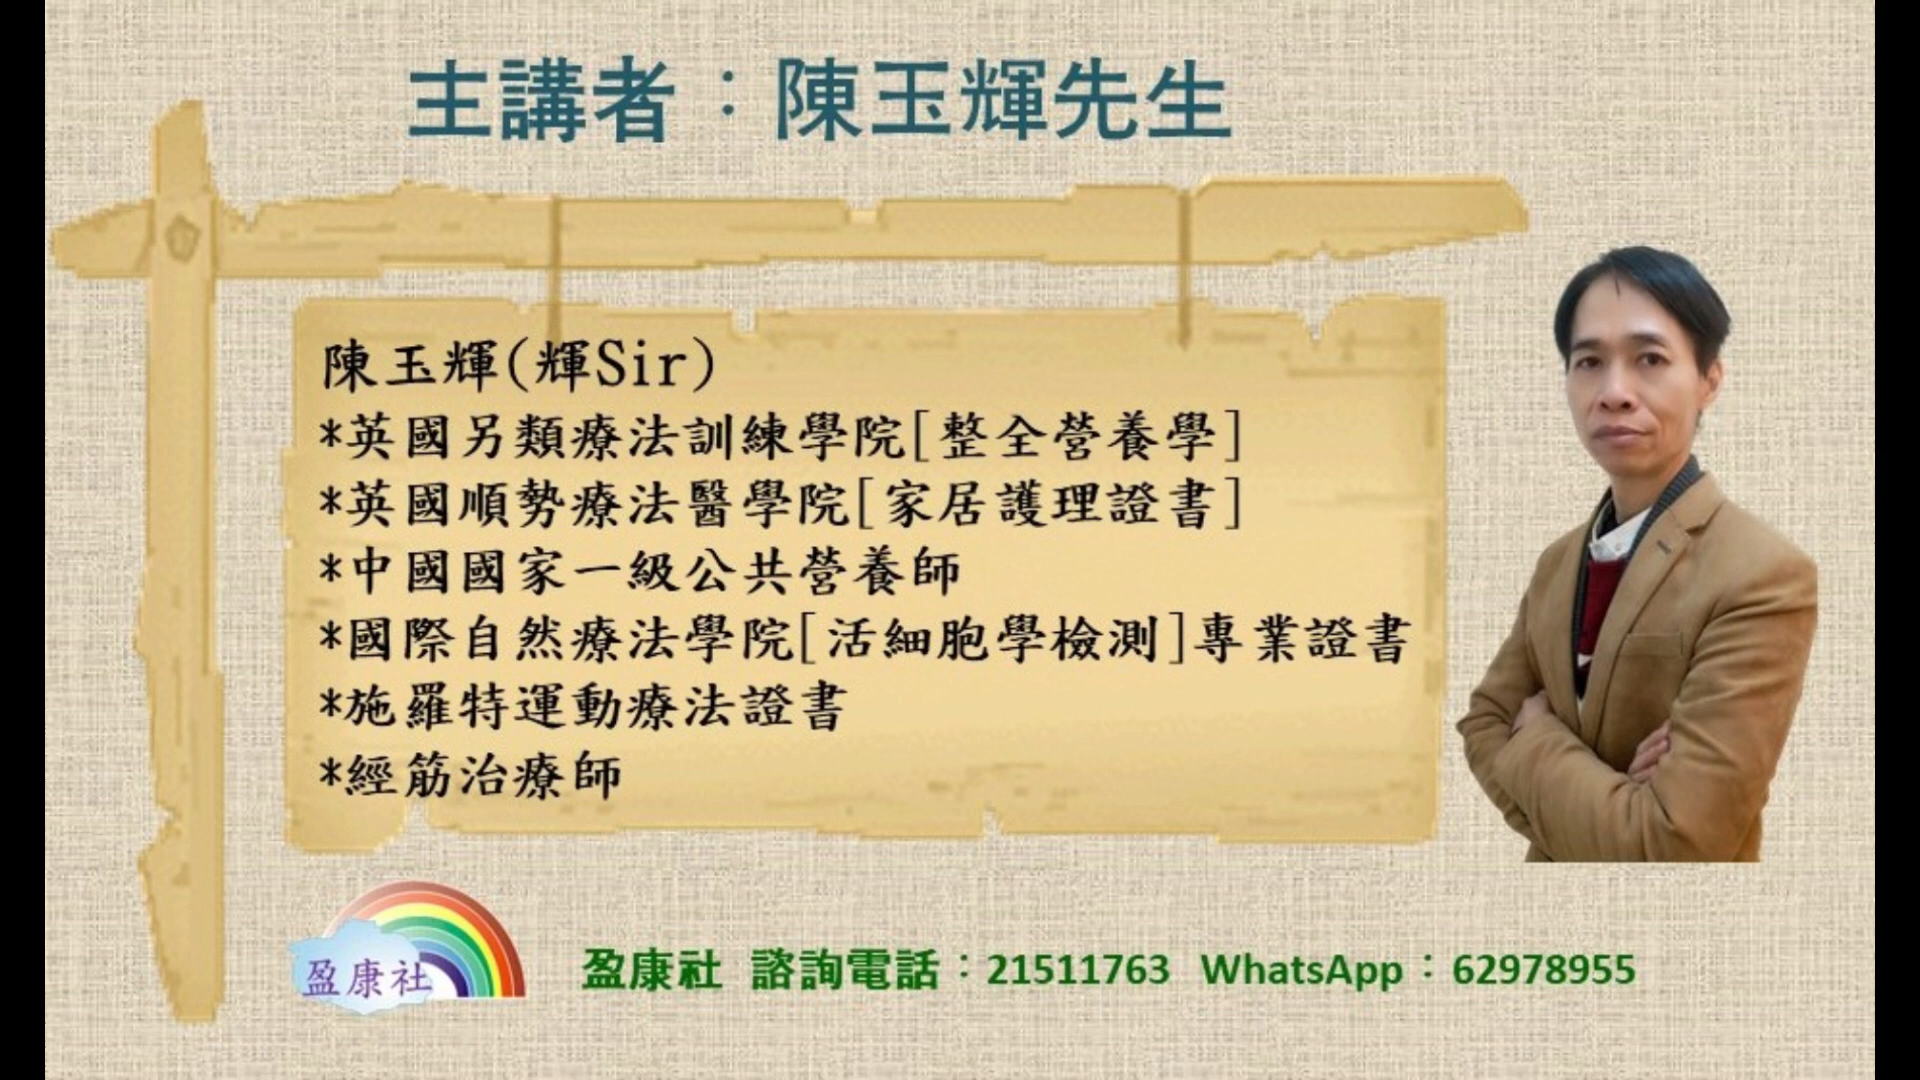 主講者：陳玉輝先生
陳玉輝(輝Sir)
*英國另類療法訓練學院[整全營養學]
*英國順勢療法醫學院[家居護理證書]
*中國國家一級公共營養師
*國際自然療法學院[活細胞學檢測]專業證書
*施羅特運動療法證書
*經筋治療師
盈康社
盈康社 諮詢電話：21511763 WhatsApp：62978955